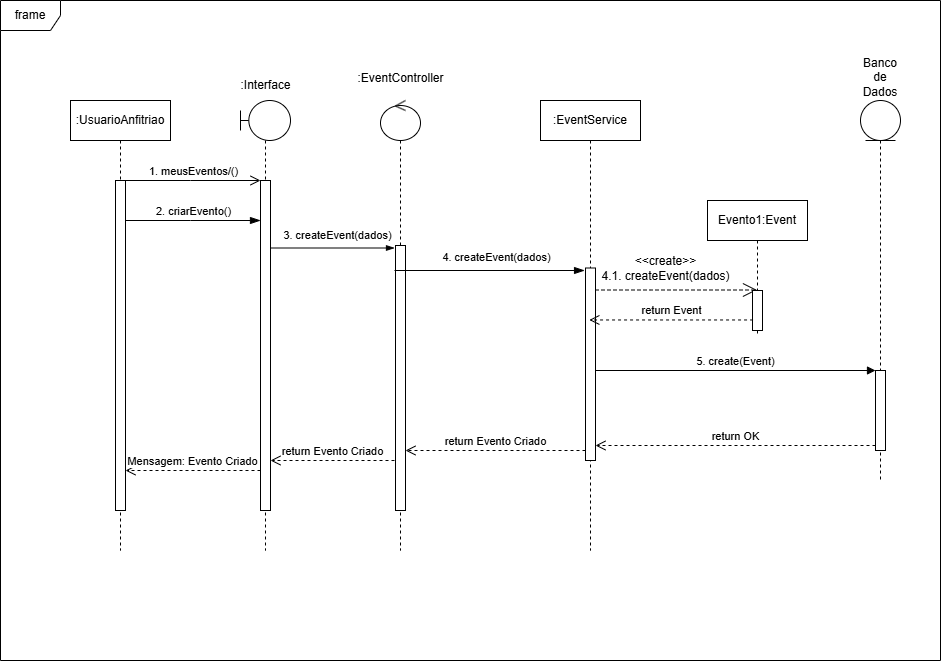 frame
:Interface
:EventController
Banco
de
Dados
:UsuarioAnfitriao
:EventService
1. meusEventos/()
2. criarEvento()
Evento1:Event
3. createEvent(dados)
4. createEvent(dados)
<<create>>
4.1. createEvent(dados)
return Event
5. create(Event)
return OK
return Evento Criado
return Evento Criado
Mensagem: Evento Criado